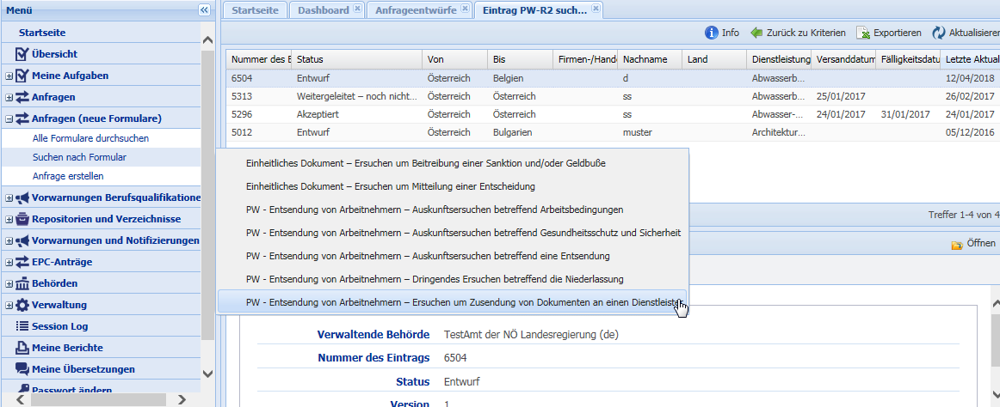 Menü
Startseite
Dashboard
Anfrageentwürfe
Eintrag PW-R2 such...
Startseite
Übersicht
Meine Aufgaben
Anfragen
Anfragen (neue Formulare)
Alle Formulare durchsuchen
Suchen nach Formular
Anfrage erstellen
Vorwarnungen Berufsqualifikatione
Repositorien und Verzeichnisse
Vorwarnungen und Notifizierungen
EPC-Anträge
Behörden
Verwaltung
Session Log
Meine Berichte
Meine Übersetzungen
Passwort ändern
Info Zurück zu Kriterien Exportieren Aktualisieren
Nummer des E Status Von Bis Firmen-/Hande Nachname Land Dienstleistung Versanddatum Fälligkeitsdatu Letzte Aktual
6504 Entwurf Österreich Belgien d Abwasserb... 12/04/2018
5313 Weitergeleitet – noch nicht... Österreich Österreich ss Abwasserb... 25/01/2017 26/02/2017
5296 Akzeptiert Österreich Österreich ss Abwasser-... 24/01/2017 31/01/2017 24/01/2017
5012 Entwurf Österreich Bulgarien muster Architektur... 05/12/2016
Einheitliches Dokument – Ersuchen um Beitreibung einer Sanktion und/oder Geldbuße
Einheitliches Dokument – Ersuchen um Mitteilung einer Entscheidung
PW - Entsendung von Arbeitnehmern – Auskunftsersuchen betreffend Arbeitsbedingungen
PW - Entsendung von Arbeitnehmern – Auskunftsersuchen betreffend Gesundheitsschutz und Sicherheit
PW - Entsendung von Arbeitnehmern – Auskunftsersuchen betreffend eine Entsendung
PW - Entsendung von Arbeitnehmern – Dringendes Ersuchen betreffend die Niederlassung
PW - Entsendung von Arbeitnehmern – Ersuchen um Zusendung von Dokumenten an einen Dienstleiste
Treffer 1-4 von 4
Öffnen
Verwaltende Behörde TestAmt der NÖ Landesregierung (de)
Nummer des Eintrags 6504
Status Entwurf
Version 1